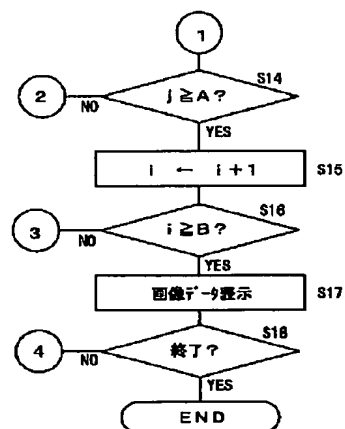 1
S14
2
j≧A?
NO
YES
i ← i+1
S15
S16
3
i≧B?
NO
YES
画像データ表示
S17
S18
4
終了?
NO
YES
END